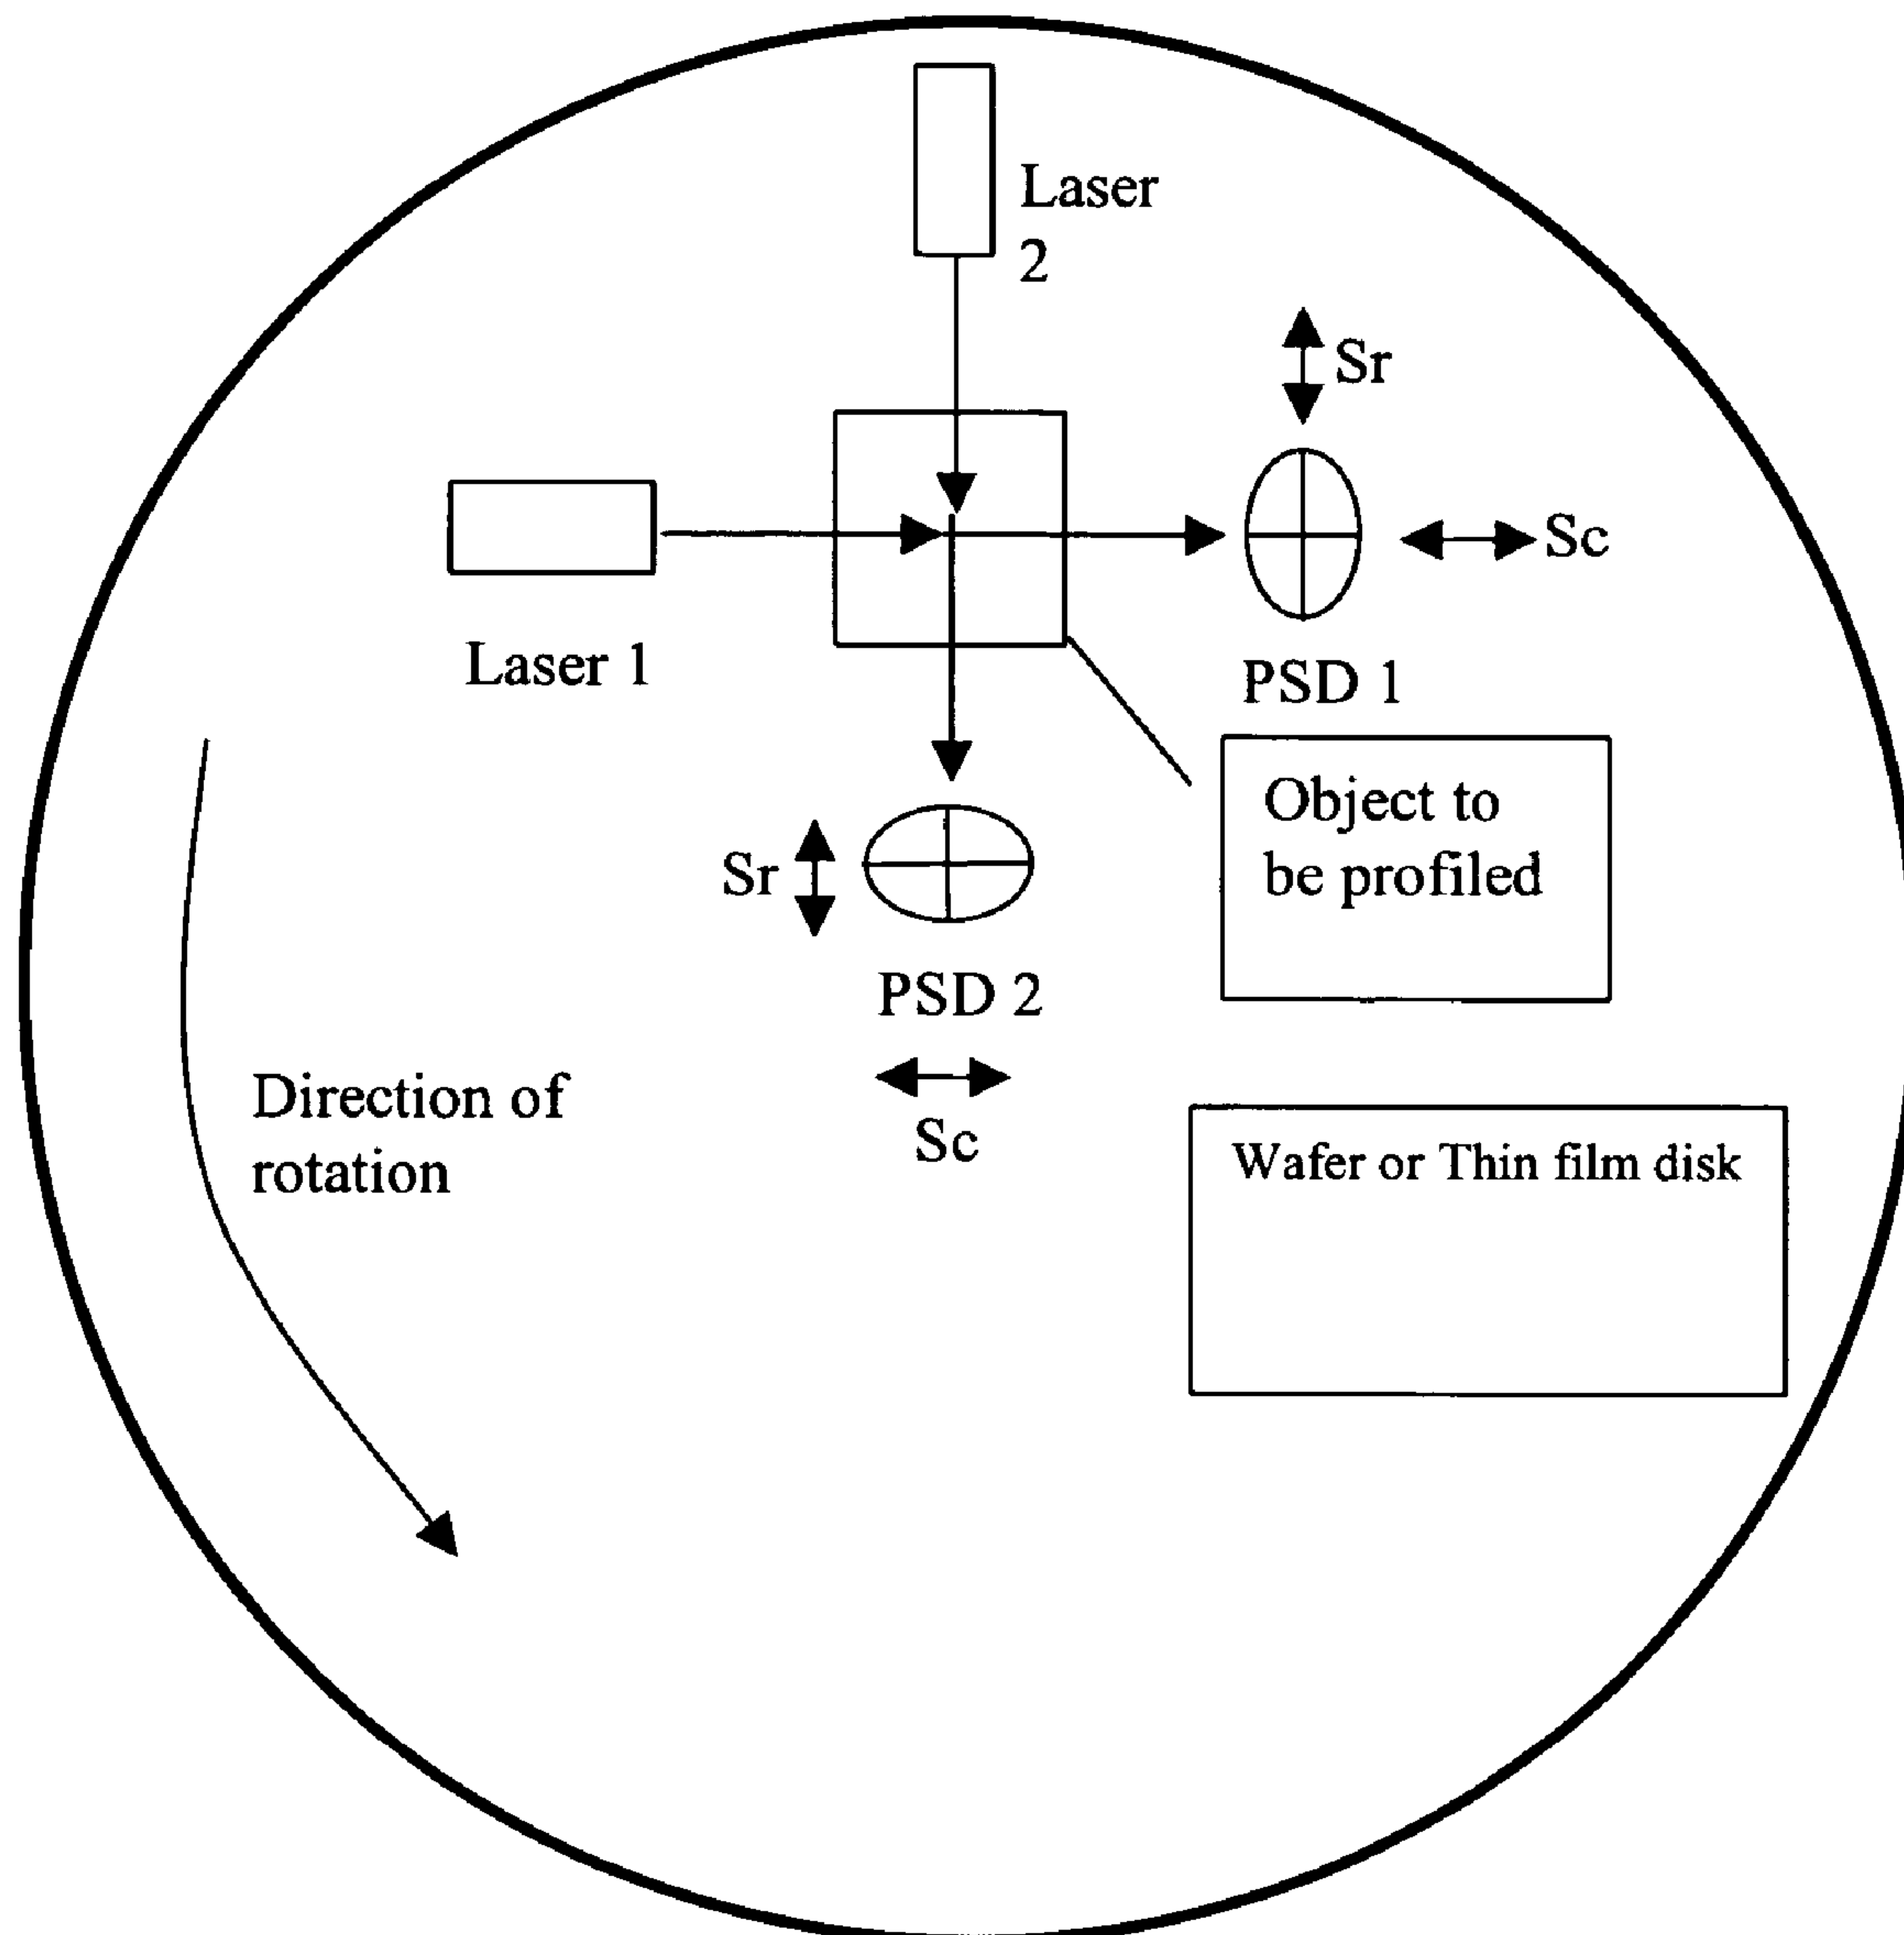 Laser
2
Sr
Sc
Laser 1
PSD 1
Object to
be profiled
Sr
PSD 2
Direction of
rotation
Sc
Wafer or Thin film disk